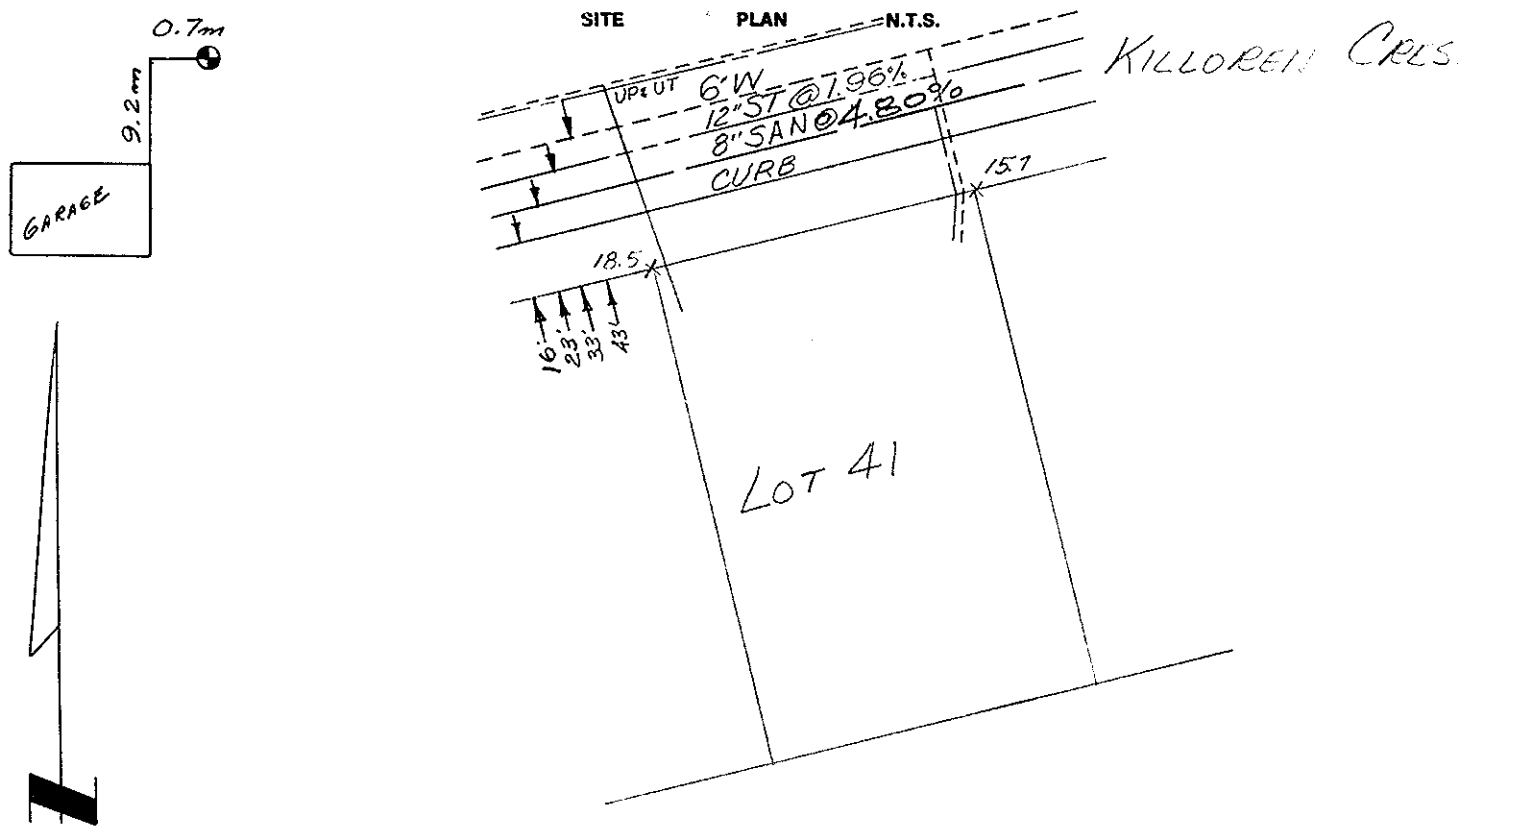 SITE PLAN N.T.S.
0.7m
9.2m
GARAGE
KILLOREN CRES.
UP & UT
6"W
12"ST @ 1.96%
8"SAN @ 4.80%
CURB
15.7
18.5
16'
23'
33'
43'
LOT 41
N